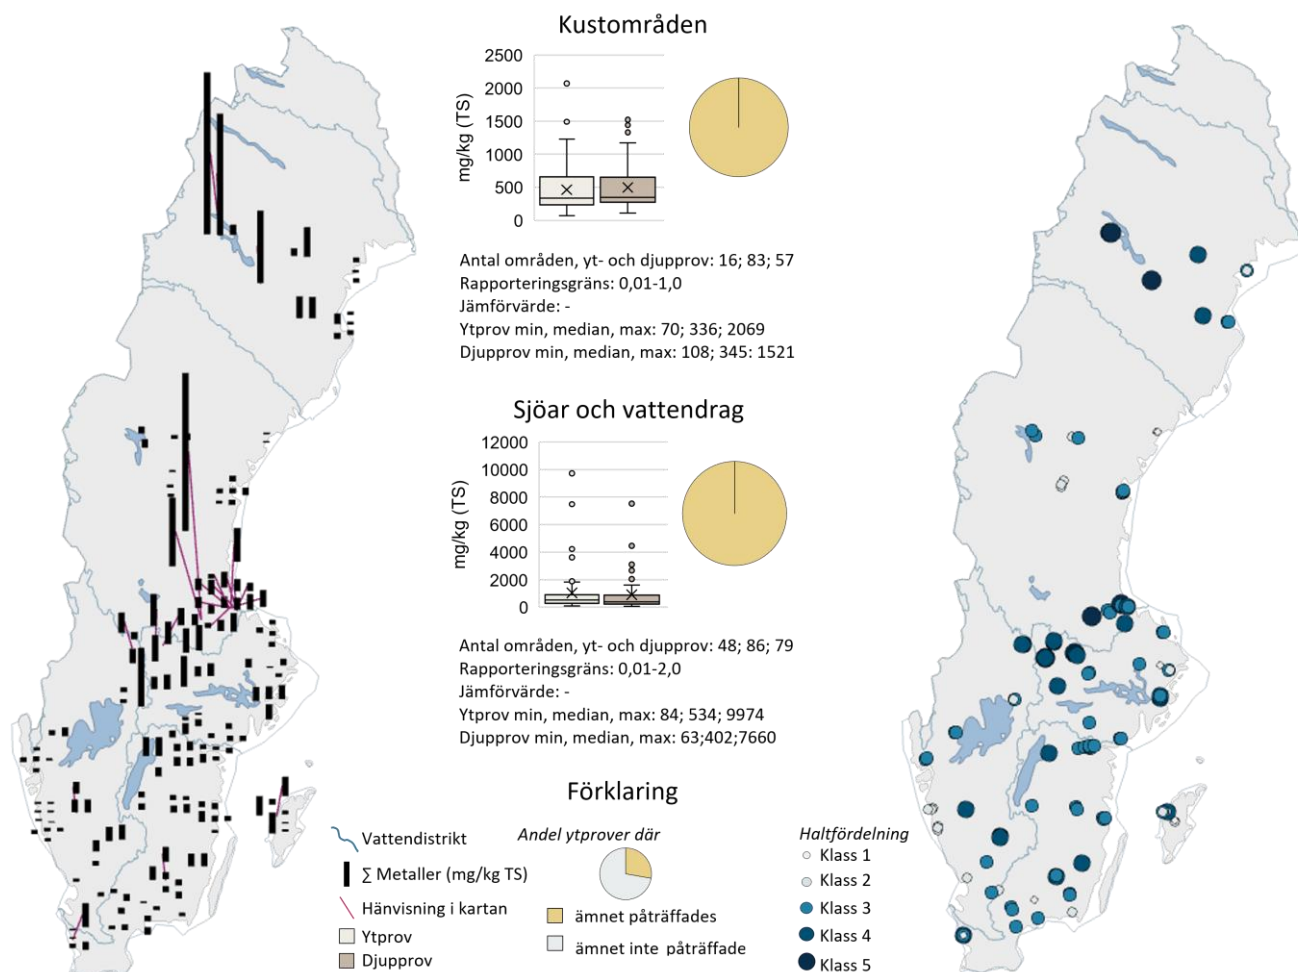 Kustområden
2500
2000
1500
1000
500
0
mg/kg (TS)
Antal områden, yt- och djupprov: 16; 83; 57
Rapporteringsgräns: 0,01-1,0
Jämförvärde: -
Ytprov min, median, max: 70; 336; 2069
Djupprov min, median, max: 108; 345: 1521
Sjöar och vattendrag
12000
10000
8000
6000
4000
2000
0
mg/kg (TS)
Antal områden, yt- och djupprov: 48; 86; 79
Rapporteringsgräns: 0,01-2,0
Jämförvärde: -
Ytprov min, median, max: 84; 534; 9974
Djupprov min, median, max: 63;402;7660
Förklaring
Vattendistrikt
∑ Metaller (mg/kg TS)
Hänvisning i kartan
Ytprov
Djupprov
Andel ytprover där
ämnet påträffades
ämnet inte påträffade
Haltfördelning
Klass 1
Klass 2
Klass 3
Klass 4
Klass 5